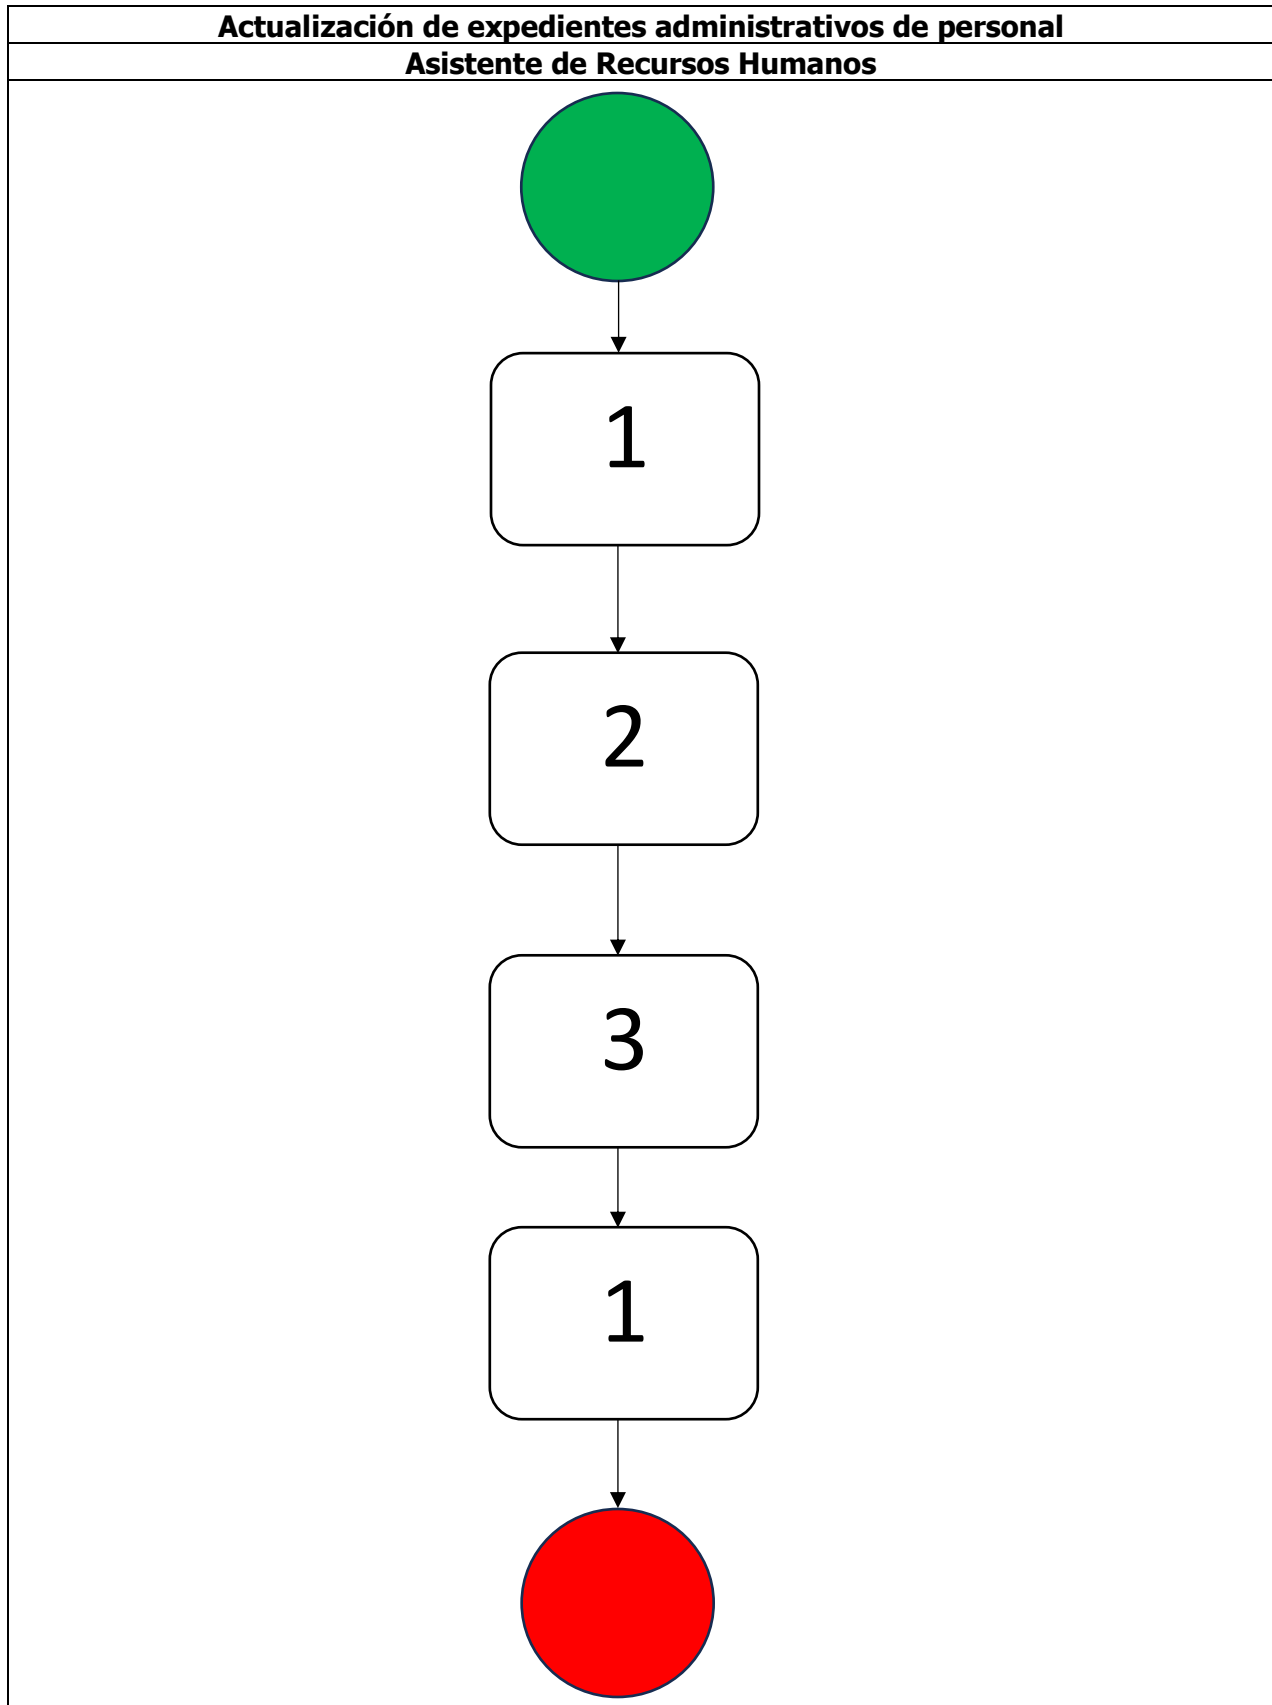 Actualización de expedientes administrativos de personal
Asistente de Recursos Humanos
1
2
3
1